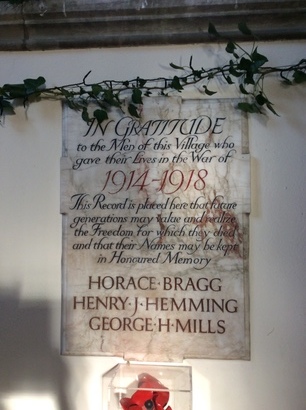 IN GRATITUDE
to the Men of this Village who
gave their Lives in the War of
1914-1918
This Record is placed here that future
generations may value and realize
the Freedom for which they died
and that their Names may be kept
in Honoured Memory
HORACE·BRAGG
HENRY·J·HEMMING
GEORGE·H·MILLS